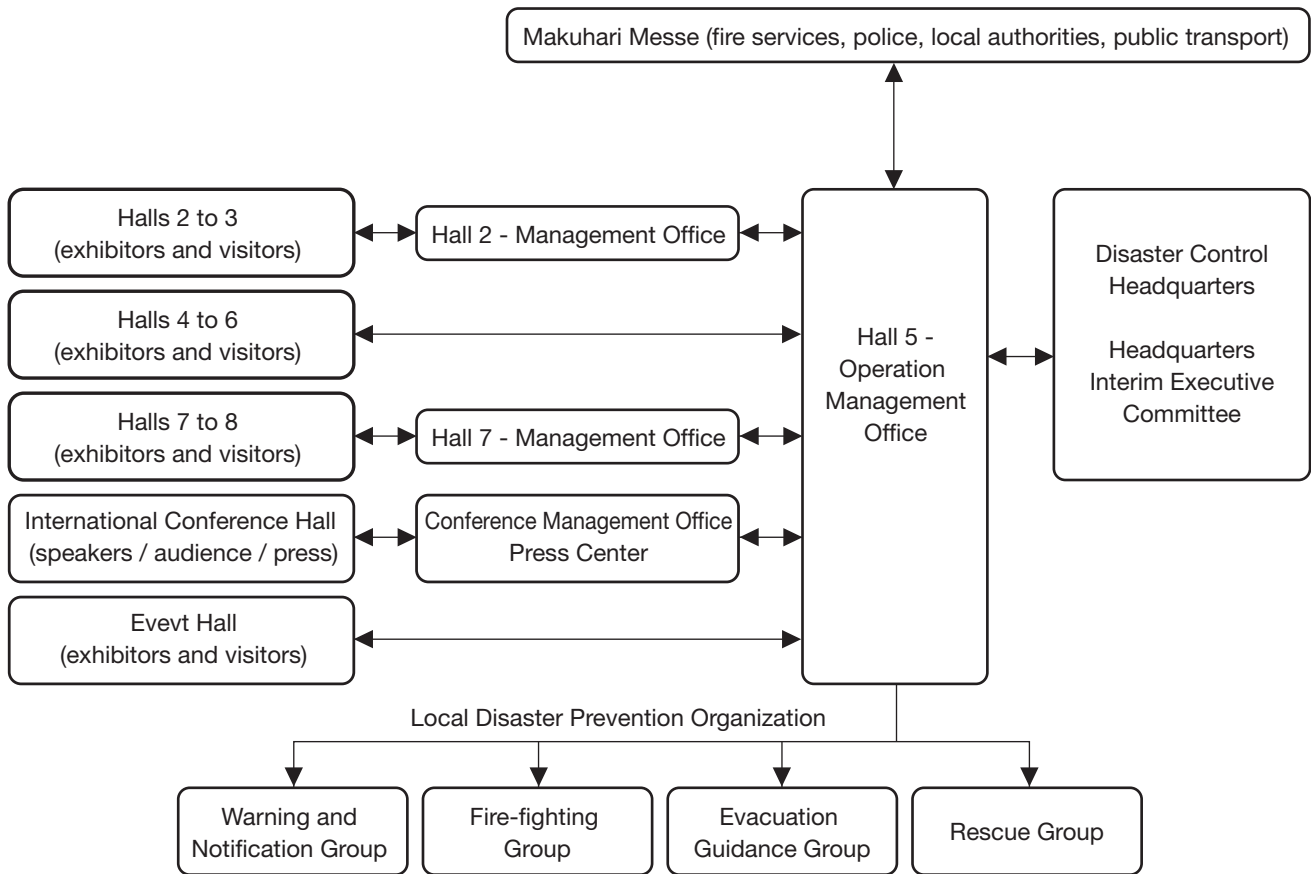 Makuhari Messe (fire services, police, local authorities, public transport)
Halls 2 to 3
(exhibitors and visitors)
Hall 2 - Management Office
Halls 4 to 6
(exhibitors and visitors)
Halls 7 to 8
(exhibitors and visitors)
Hall 7 - Management Office
International Conference Hall
(speakers / audience / press)
Conference Management Office
Press Center
Evevt Hall
(exhibitors and visitors)
Hall 5 -
Operation
Management
Office
Disaster Control
Headquarters
Headquarters
Interim Executive
Committee
Local Disaster Prevention Organization
Warning and
Notification Group
Fire-fighting
Group
Evacuation
Guidance Group
Rescue Group